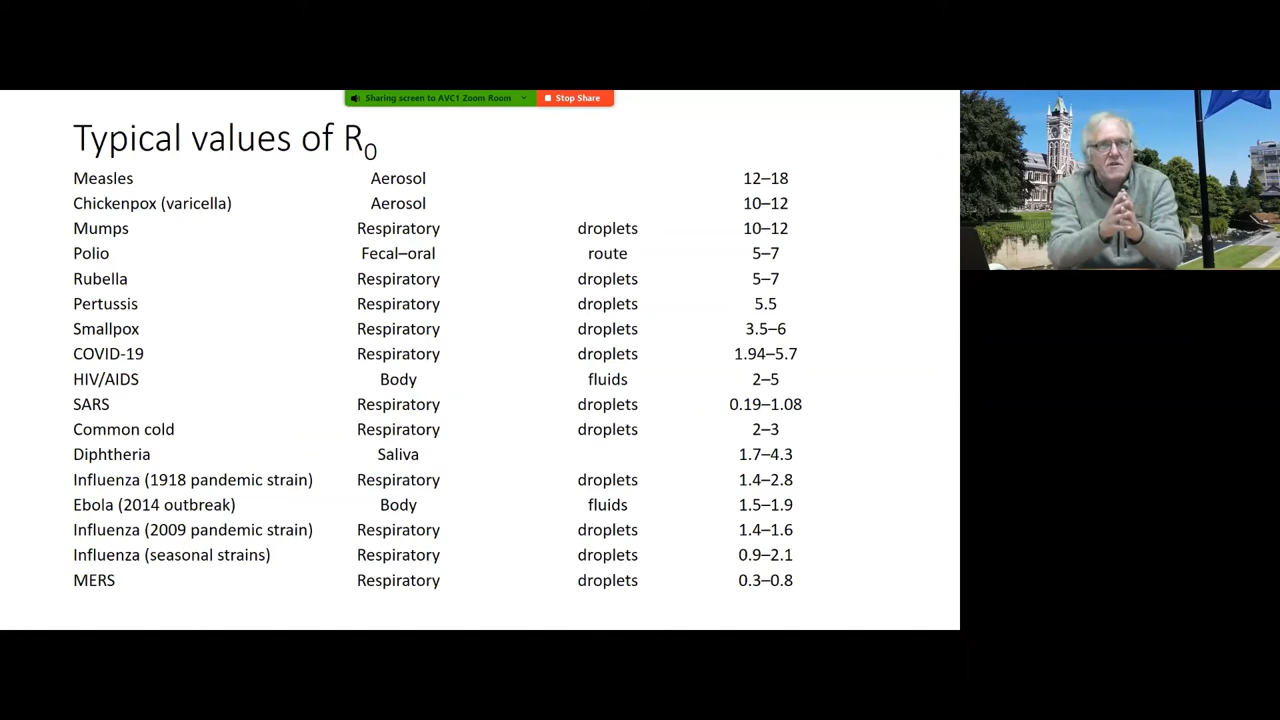 Sharing screen to AVC1 Zoom Room Stop Share
Typical values of R0
Measles Aerosol 12–18
Chickenpox (varicella) Aerosol 10–12
Mumps Respiratory droplets 10–12
Polio Fecal–oral route 5–7
Rubella Respiratory droplets 5–7
Pertussis Respiratory droplets 5.5
Smallpox Respiratory droplets 3.5–6
COVID-19 Respiratory droplets 1.94–5.7
HIV/AIDS Body fluids 2–5
SARS Respiratory droplets 0.19–1.08
Common cold Respiratory droplets 2–3
Diphtheria Saliva 1.7–4.3
Influenza (1918 pandemic strain) Respiratory droplets 1.4–2.8
Ebola (2014 outbreak) Body fluids 1.5–1.9
Influenza (2009 pandemic strain) Respiratory droplets 1.4–1.6
Influenza (seasonal strains) Respiratory droplets 0.9–2.1
MERS Respiratory droplets 0.3–0.8